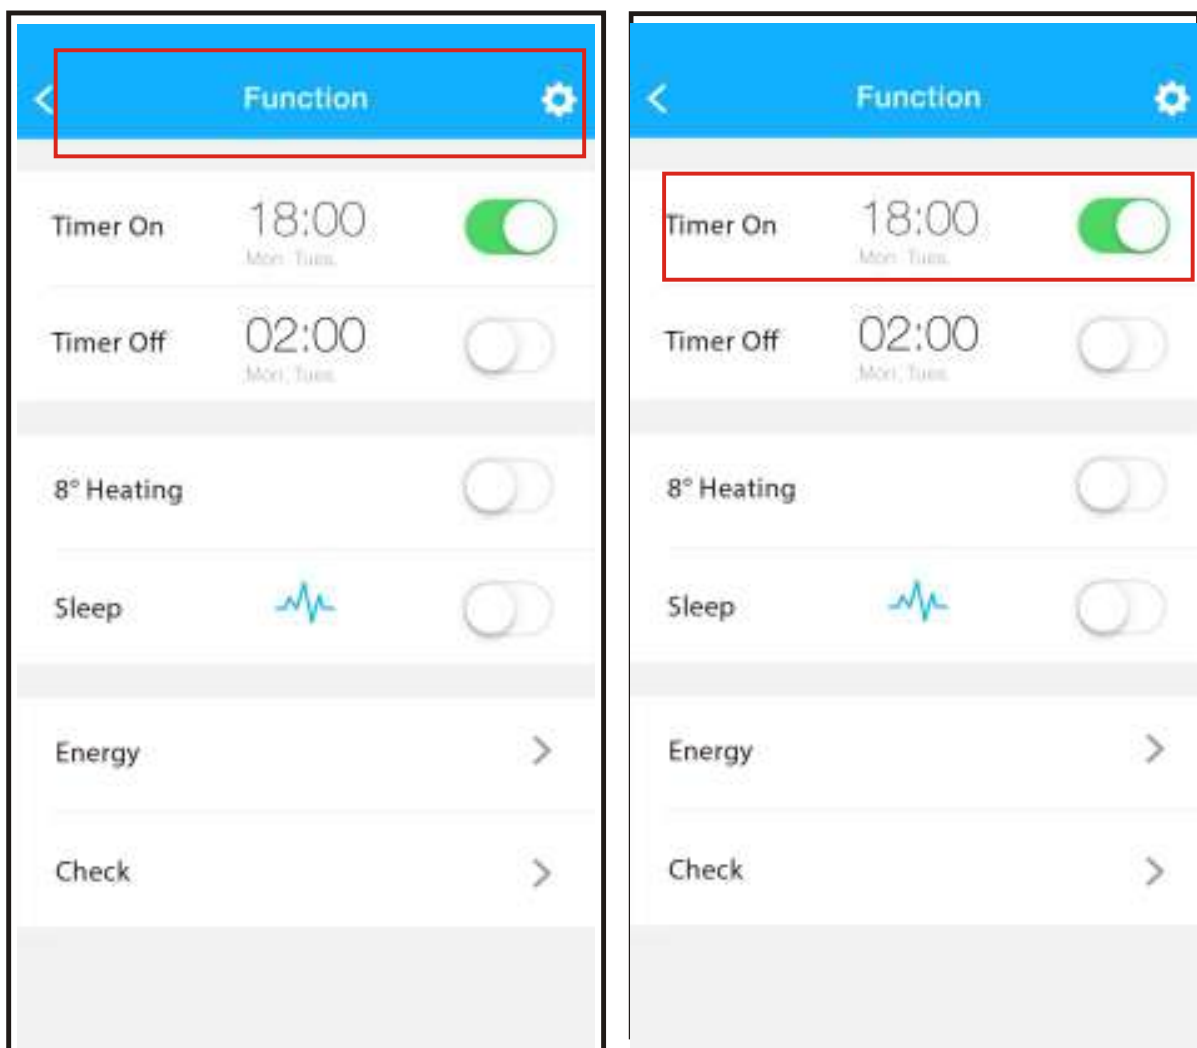 Function
Timer On 18:00
Mon. Tues.
Timer Off 02:00
Mon. Tues.
8° Heating
Sleep
Energy
Check
Function
Timer On 18:00
Mon. Tues.
Timer Off 02:00
Mon. Tues.
8° Heating
Sleep
Energy
Check